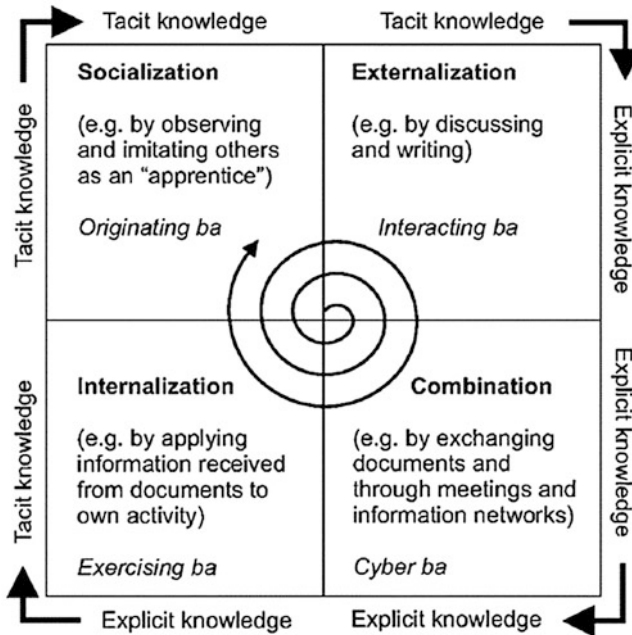 Tacit knowledge
Tacit knowledge
Tacit knowledge
Socialization
(e.g. by observing
and imitating others
as an “apprentice”)
Originating ba
Externalization
(e.g. by discussing
and writing)
Interacting ba
Explicit knowledge
Tacit knowledge
Internalization
(e.g. by applying
information received
from documents to
own activity)
Exercising ba
Combination
(e.g. by exchanging
documents and
through meetings and
information networks)
Cyber ba
Explicit knowledge
Explicit knowledge
Explicit knowledge